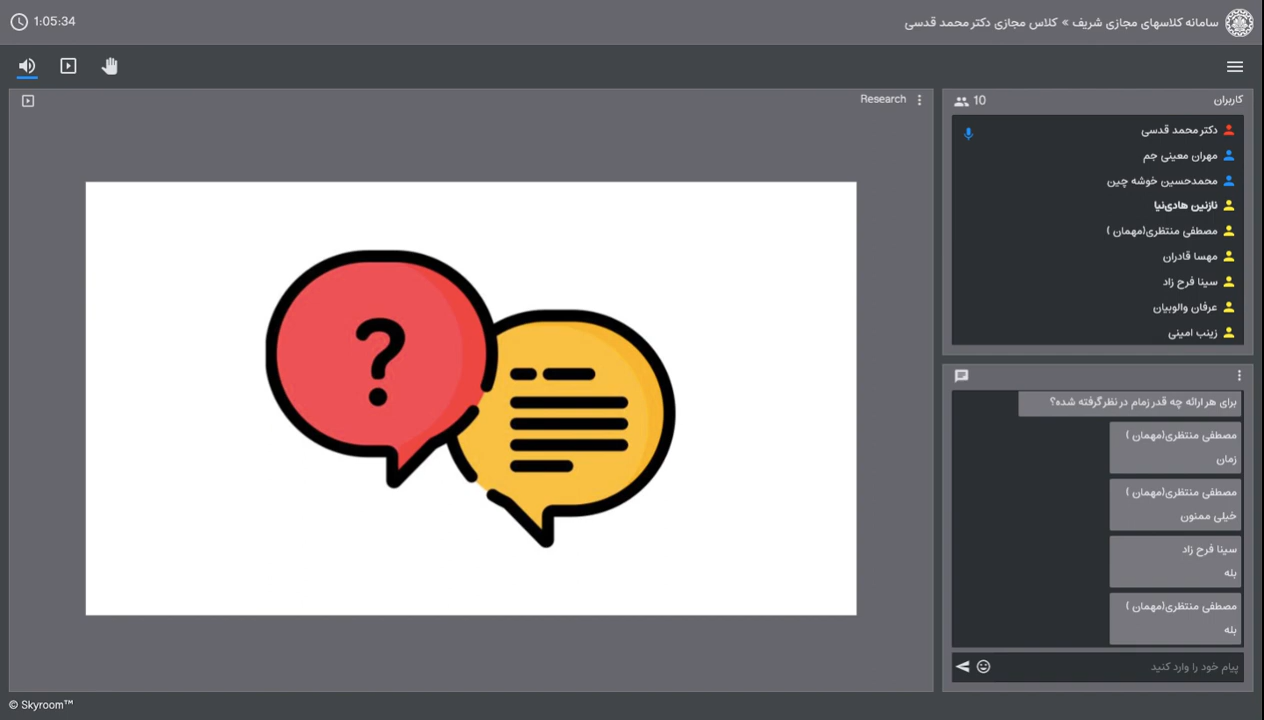 1:05:34
سامانه کلاسهای مجازی شریف » کلاس مجازی دکتر محمد قدسی
Research
10
کاربران
دکتر محمد قدسی
مهران معینی جم
محمدحسین خوشه چین
نازنین هادی‌نیا
مصطفی منتظری(مهمان )
مهسا قادران
سینا فرح زاد
عرفان والوبیان
زینب امینی
?
برای هر ارائه چه قدر زمام در نظر گرفته شده؟
مصطفی منتظری(مهمان )
زمان
مصطفی منتظری(مهمان )
خیلی ممنون
سینا فرح زاد
بله
مصطفی منتظری(مهمان )
بله
پیام خود را وارد کنید
© Skyroom™